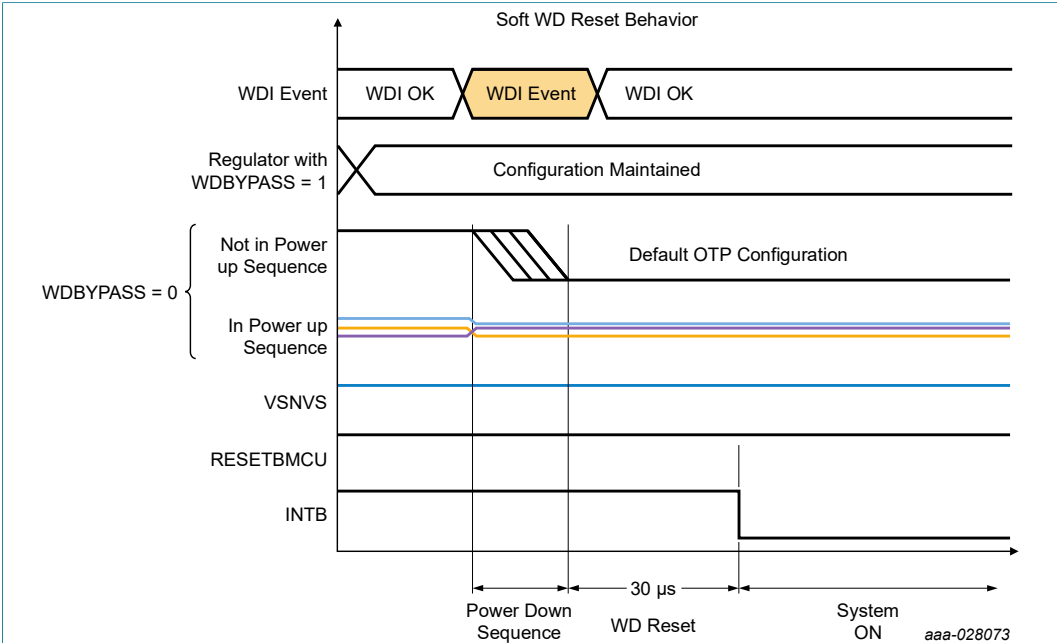 Soft WD Reset Behavior
WDI Event
WDI OK
WDI Event
WDI OK
Regulator with
WDBYPASS = 1
Configuration Maintained
WDBYPASS = 0
Not in Power
up Sequence
Default OTP Configuration
In Power up
Sequence
VSNVS
RESETBMCU
INTB
30 µs
Power Down
Sequence
WD Reset
System
ON
aaa-028073